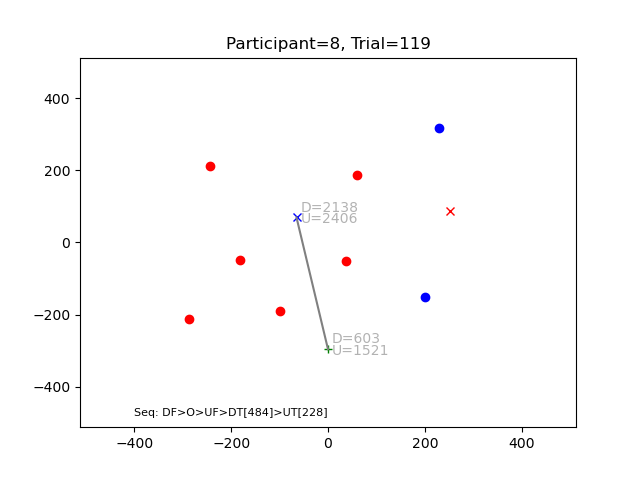 Participant=8, Trial=119
400
200
0
−200
−400
D=2138
U=2406
D=603
U=1521
Seq: DF>O>UF>DT[484]>UT[228]
−400 −200 0 200 400